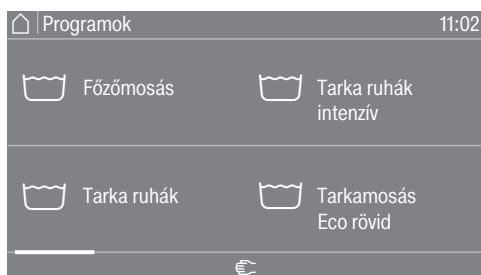 Programok 11:02
Főzőmosás
Tarka ruhák
intenzív
Tarka ruhák
Tarkamosás
Eco rövid